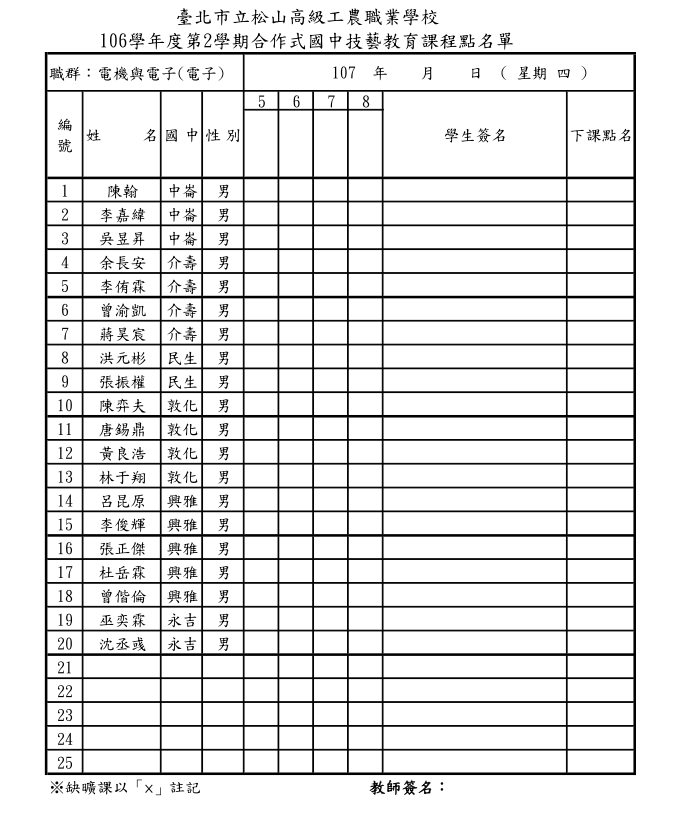 臺北市立松山高級工農職業學校
106學年度第2學期合作式國中技藝教育課程點名單
職群：電機與電子(電子) 107 年 月 日 ( 星期 四 )
編號 姓 名 國中 性別 5 6 7 8 學生簽名 下課點名
1 陳翰 中崙 男
2 李嘉緯 中崙 男
3 吳昱昇 中崙 男
4 余長安 介壽 男
5 李侑霖 介壽 男
6 曾渝凱 介壽 男
7 蔣昊宸 介壽 男
8 洪元彬 民生 男
9 張振權 民生 男
10 陳弈夫 敦化 男
11 唐錫鼎 敦化 男
12 黃良浩 敦化 男
13 林于翔 敦化 男
14 呂昆原 興雅 男
15 李俊輝 興雅 男
16 張正傑 興雅 男
17 杜岳霖 興雅 男
18 曾偕倫 興雅 男
19 巫奕霖 永吉 男
20 沈丞彧 永吉 男
21
22
23
24
25
※缺曠課以「×」註記 教師簽名：